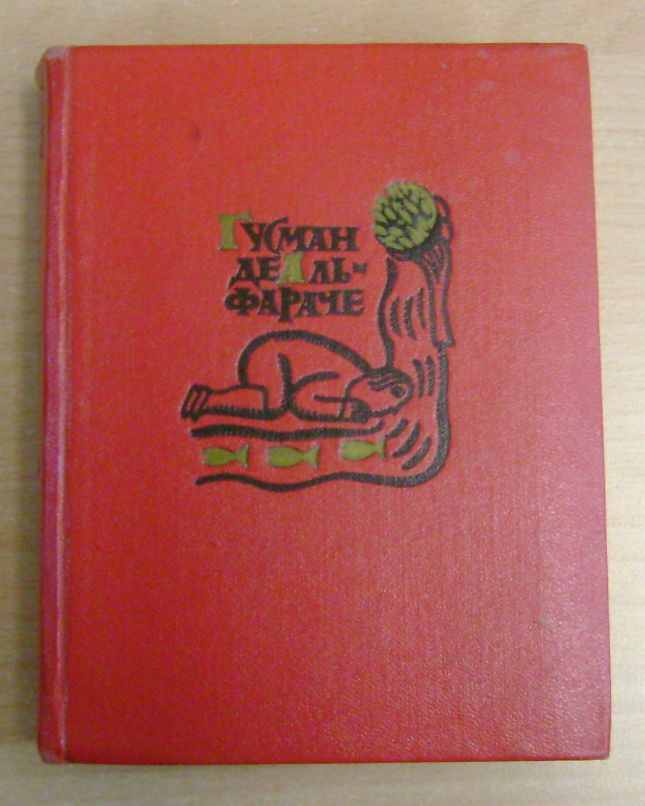 Гусман
де Аль-
фараче